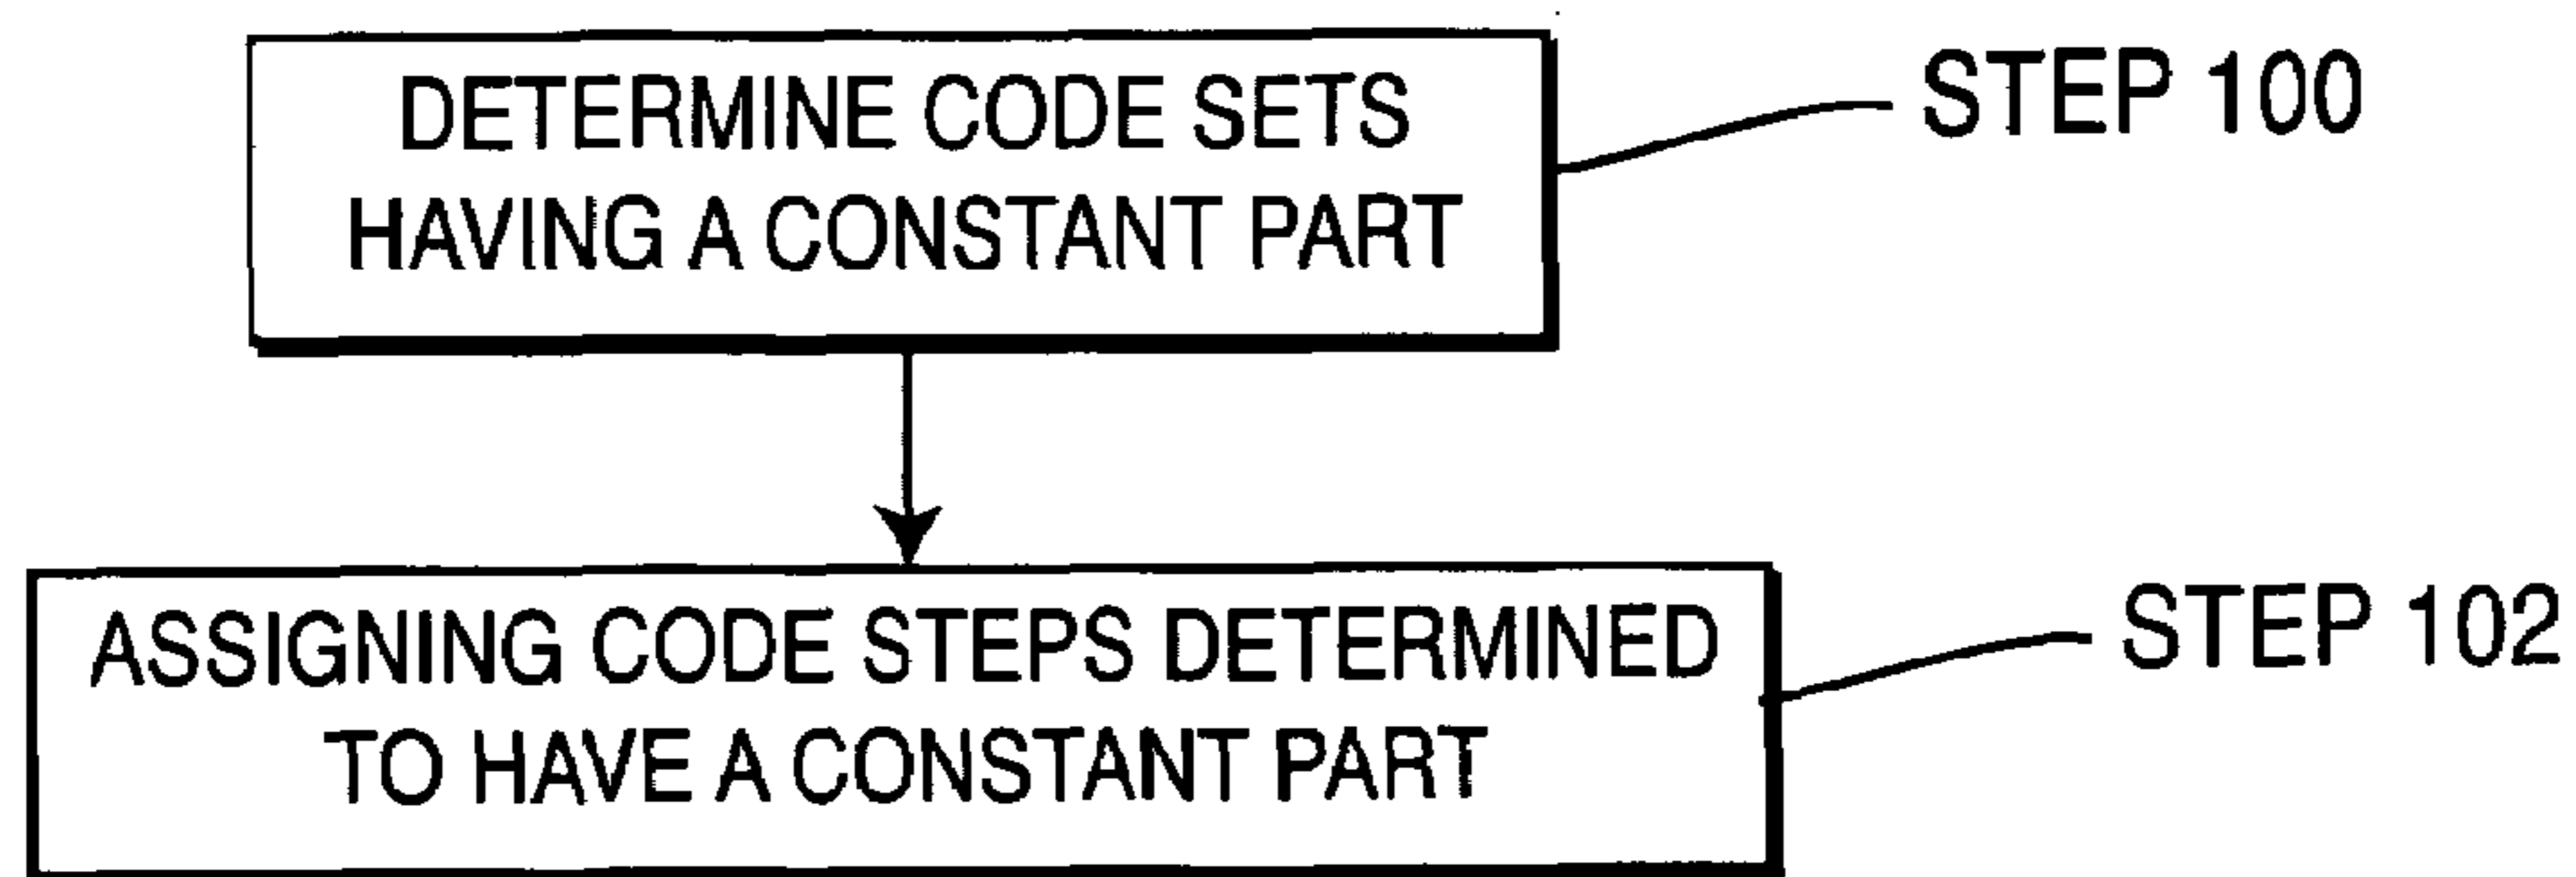 DETERMINE CODE SETS
HAVING A CONSTANT PART
STEP 100
ASSIGNING CODE STEPS DETERMINED
TO HAVE A CONSTANT PART
STEP 102